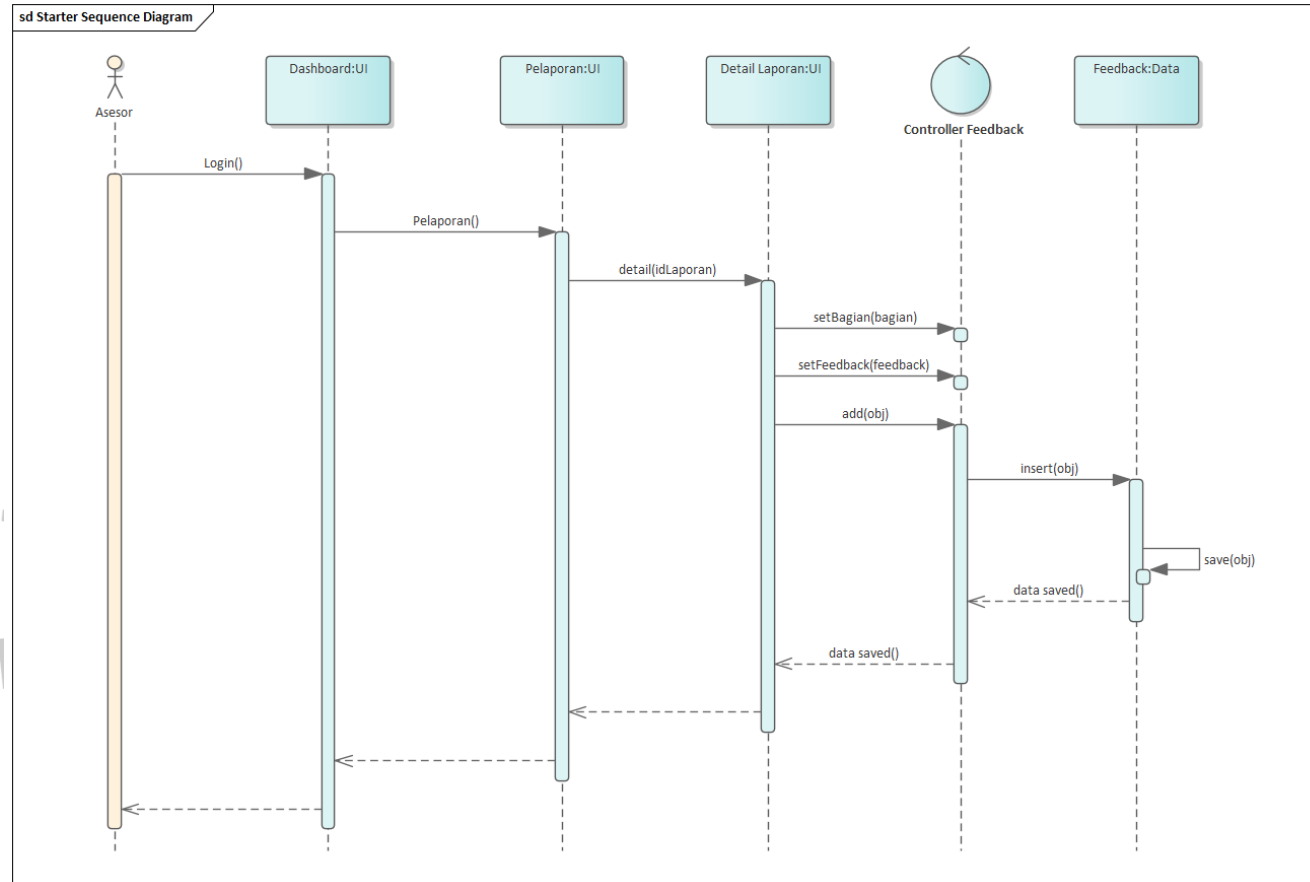 sd Starter Sequence Diagram
Asesor
Dashboard:UI
Pelaporan:UI
Detail Laporan:UI
Controller Feedback
Feedback:Data
Login()
Pelaporan()
detail(idLaporan)
setBagian(bagian)
setFeedback(feedback)
add(obj)
insert(obj)
save(obj)
data saved()
data saved()